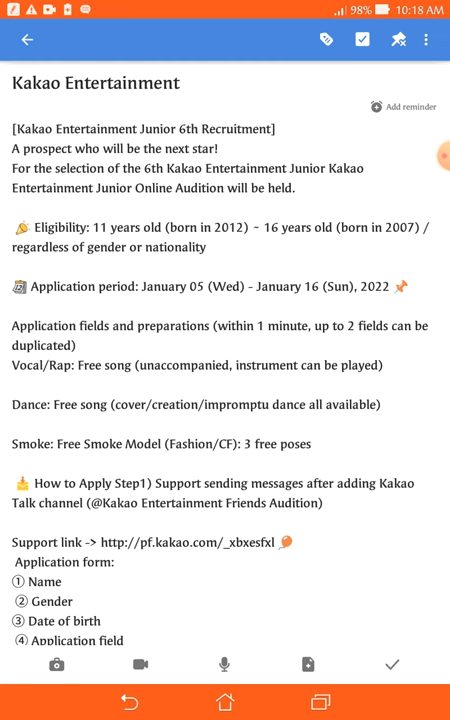 98% 10:18 AM
Kakao Entertainment
Add reminder
[Kakao Entertainment Junior 6th Recruitment]
A prospect who will be the next star!
For the selection of the 6th Kakao Entertainment Junior Kakao
Entertainment Junior Online Audition will be held.
🎉 Eligibility: 11 years old (born in 2012) ~ 16 years old (born in 2007) /
regardless of gender or nationality
📆 Application period: January 05 (Wed) - January 16 (Sun), 2022 📌
Application fields and preparations (within 1 minute, up to 2 fields can be
duplicated)
Vocal/Rap: Free song (unaccompanied, instrument can be played)
Dance: Free song (cover/creation/impromptu dance all available)
Smoke: Free Smoke Model (Fashion/CF): 3 free poses
📩 How to Apply Step1) Support sending messages after adding Kakao
Talk channel (@Kakao Entertainment Friends Audition)
Support link -> http://pf.kakao.com/_xbxesfxl 🎈
Application form:
① Name
② Gender
③ Date of birth
④ Application field